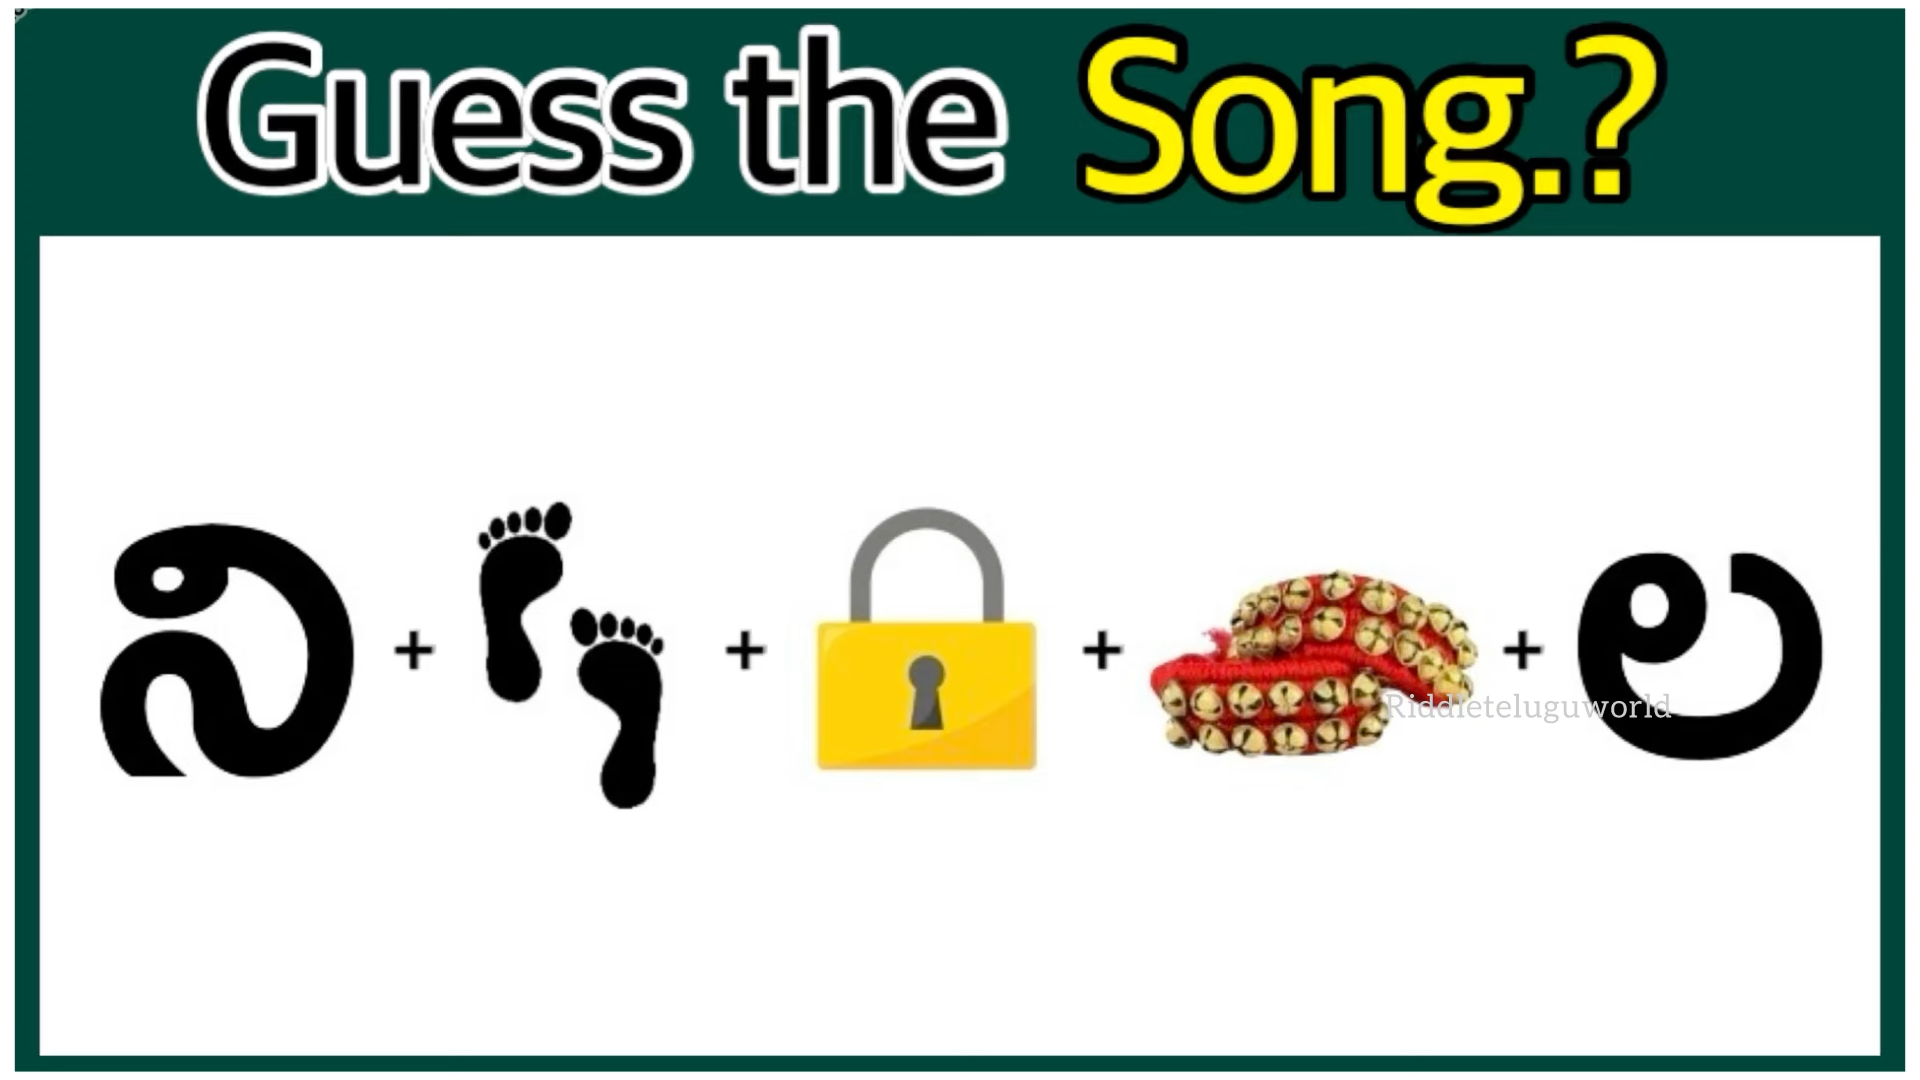 Guess the Song.?
ని + + + + ల
Riddleteluguworld